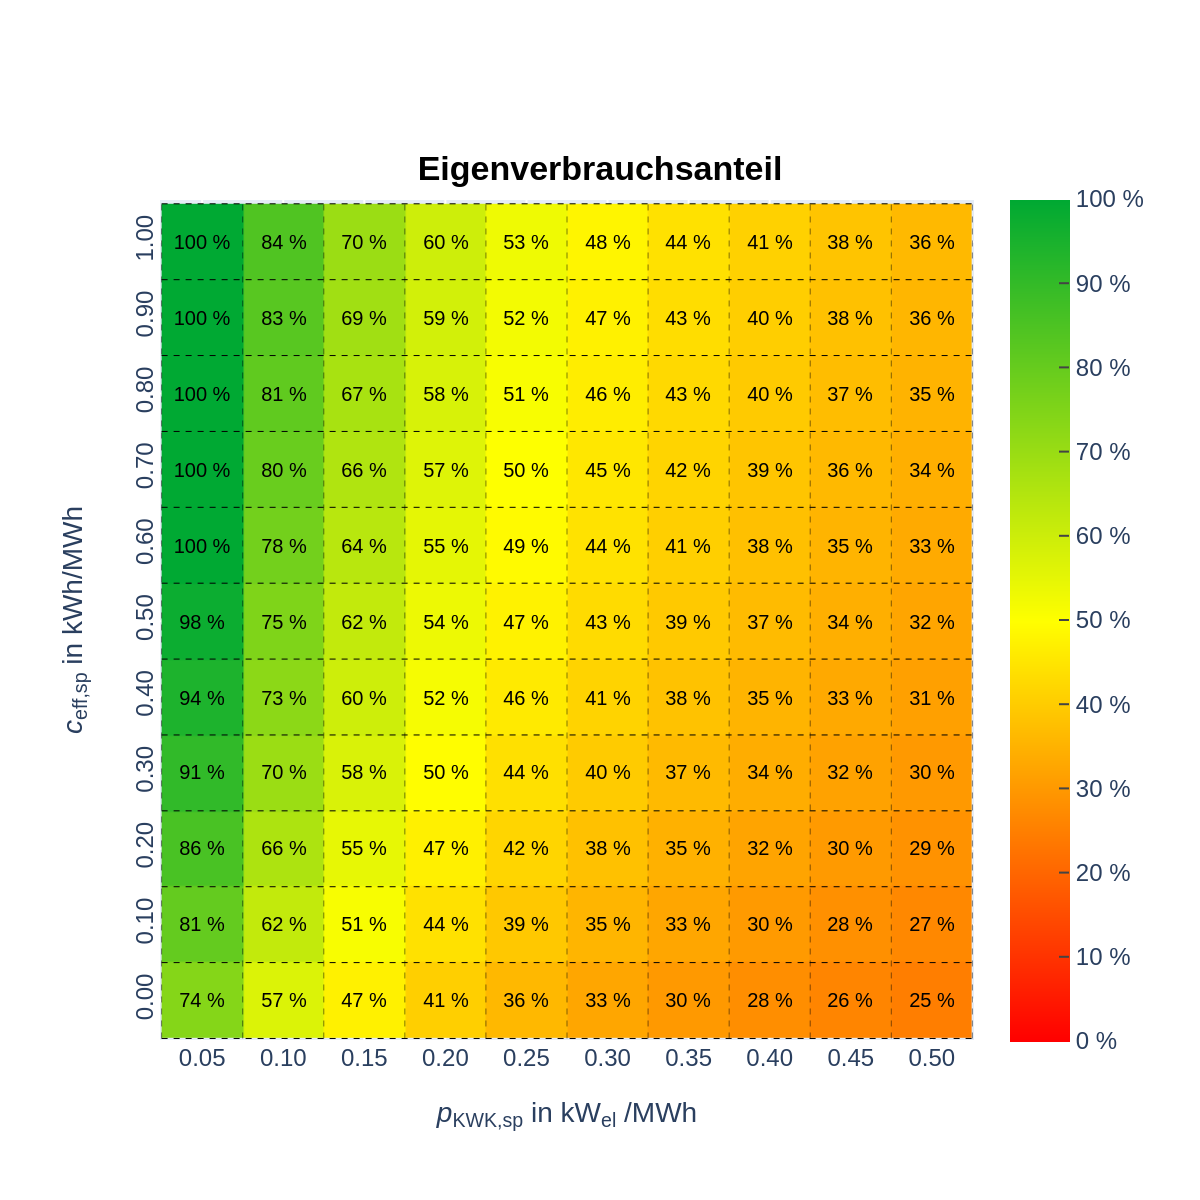 Eigenverbrauchsanteil
1.00 100 % 84 % 70 % 60 % 53 % 48 % 44 % 41 % 38 % 36 %
0.90 100 % 83 % 69 % 59 % 52 % 47 % 43 % 40 % 38 % 36 %
0.80 100 % 81 % 67 % 58 % 51 % 46 % 43 % 40 % 37 % 35 %
0.70 100 % 80 % 66 % 57 % 50 % 45 % 42 % 39 % 36 % 34 %
0.60 100 % 78 % 64 % 55 % 49 % 44 % 41 % 38 % 35 % 33 %
0.50 98 % 75 % 62 % 54 % 47 % 43 % 39 % 37 % 34 % 32 %
0.40 94 % 73 % 60 % 52 % 46 % 41 % 38 % 35 % 33 % 31 %
0.30 91 % 70 % 58 % 50 % 44 % 40 % 37 % 34 % 32 % 30 %
0.20 86 % 66 % 55 % 47 % 42 % 38 % 35 % 32 % 30 % 29 %
0.10 81 % 62 % 51 % 44 % 39 % 35 % 33 % 30 % 28 % 27 %
0.00 74 % 57 % 47 % 41 % 36 % 33 % 30 % 28 % 26 % 25 %
0.05 0.10 0.15 0.20 0.25 0.30 0.35 0.40 0.45 0.50
pKWK,sp in kWel /MWh
ceff,sp in kWh/MWh
100 %
90 %
80 %
70 %
60 %
50 %
40 %
30 %
20 %
10 %
0 %